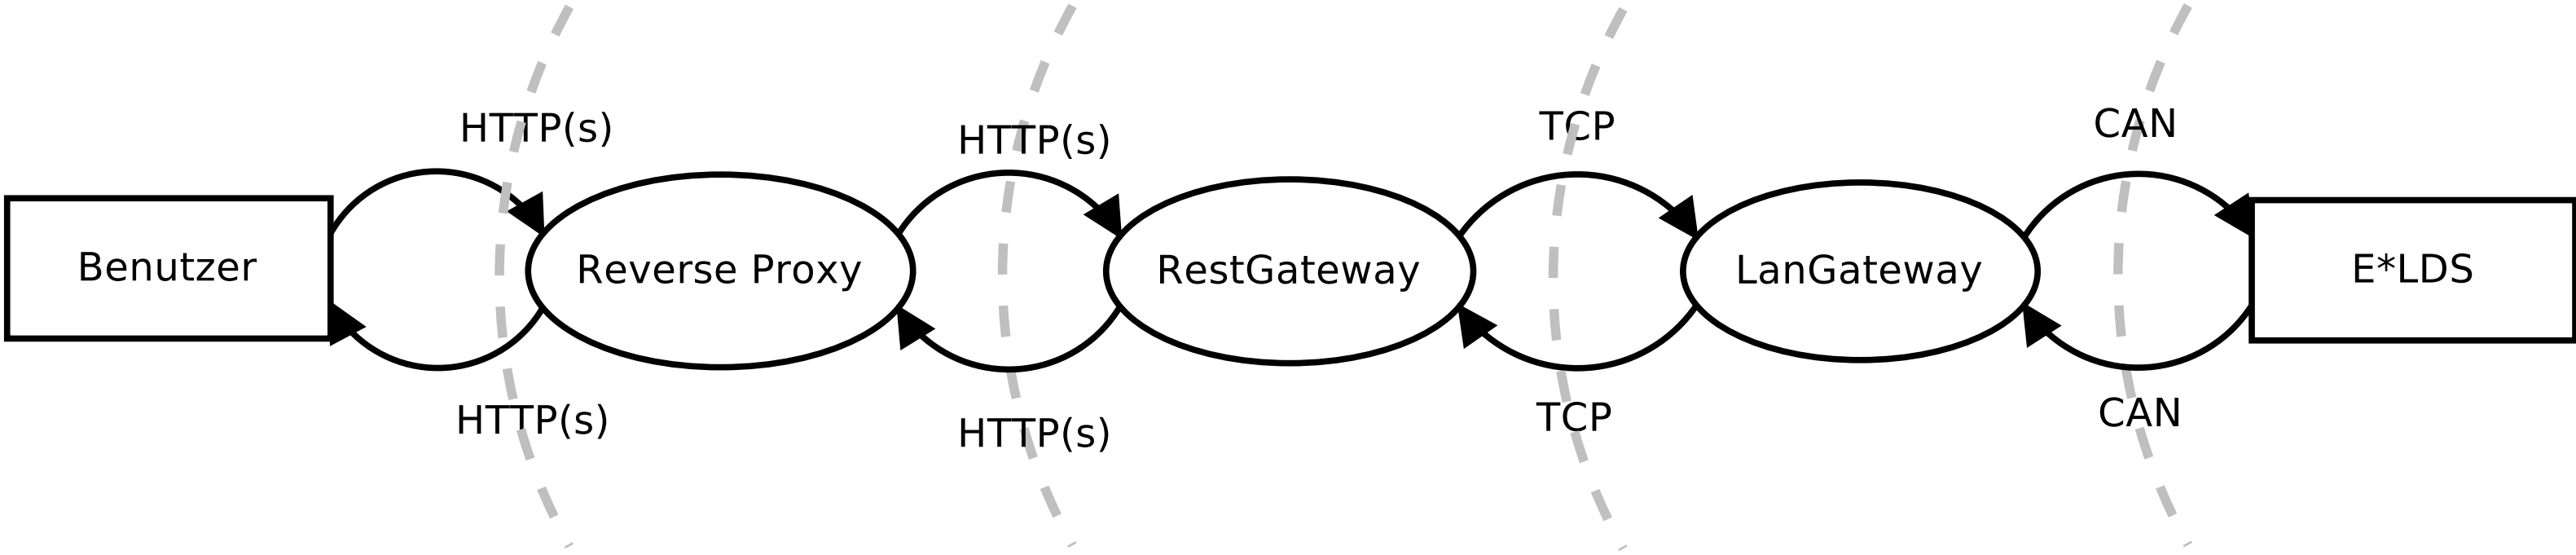 HTTP(s)
HTTP(s)
TCP
CAN
Benutzer
Reverse Proxy
RestGateway
LanGateway
E*LDS
HTTP(s)
HTTP(s)
TCP
CAN